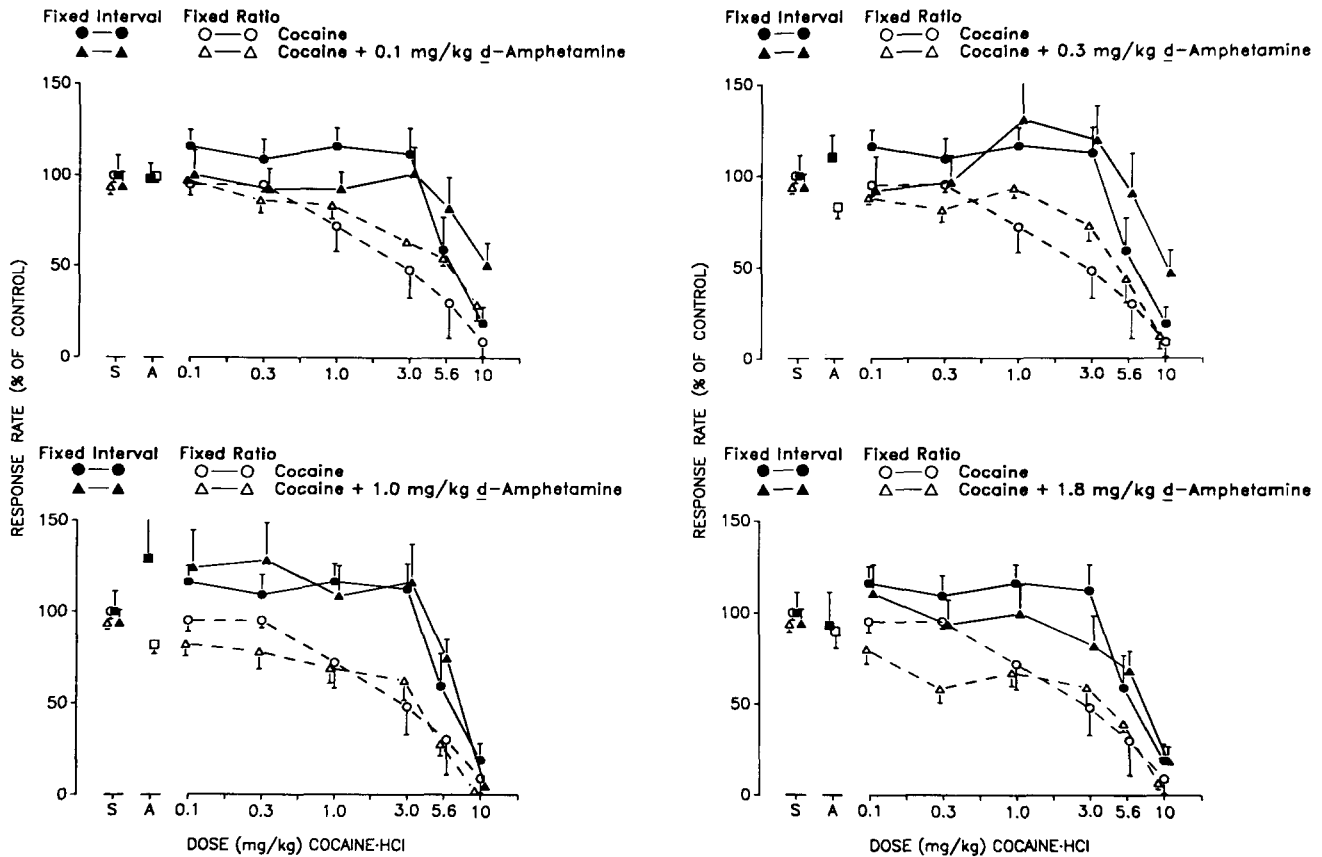 Fixed Interval Fixed Ratio
Cocaine
Cocaine + 0.1 mg/kg d-Amphetamine
150
100
50
0
S A 0.1 0.3 1.0 3.0 5.6 10
Fixed Interval Fixed Ratio
Cocaine
Cocaine + 0.3 mg/kg d-Amphetamine
150
100
50
0
S A 0.1 0.3 1.0 3.0 5.6 10
RESPONSE RATE (% OF CONTROL)
RESPONSE RATE (% OF CONTROL)
Fixed Interval Fixed Ratio
Cocaine
Cocaine + 1.0 mg/kg d-Amphetamine
150
100
50
0
S A 0.1 0.3 1.0 3.0 5.6 10
DOSE (mg/kg) COCAINE·HCl
Fixed Interval Fixed Ratio
Cocaine
Cocaine + 1.8 mg/kg d-Amphetamine
150
100
50
0
S A 0.1 0.3 1.0 3.0 5.6 10
DOSE (mg/kg) COCAINE·HCl